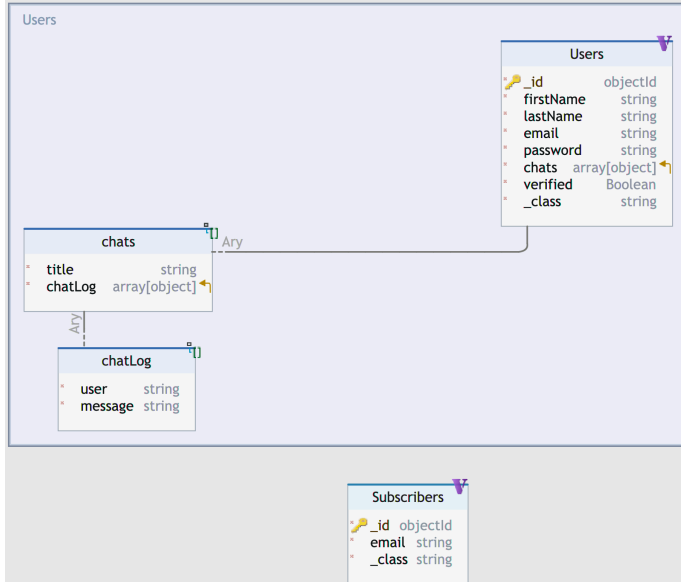 Users
Users
_id objectId
firstName string
lastName string
email string
password string
chats array[object]
verified Boolean
_class string
chats
Ary
title string
chatLog array[object]
Ary
chatLog
user string
message string
Subscribers
_id objectId
email string
_class string